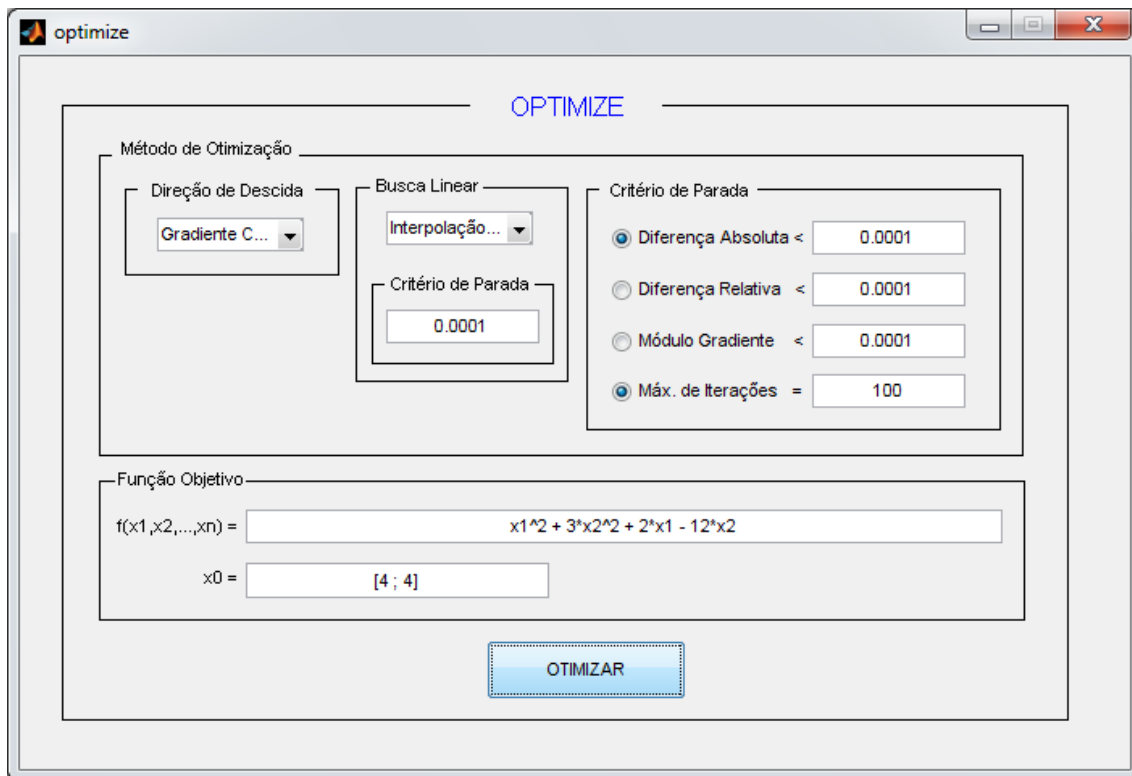 optimize
OPTIMIZE
Método de Otimização
Direção de Descida
Gradiente C...
Busca Linear
Interpolação...
Critério de Parada
0.0001
Critério de Parada
Diferença Absoluta < 0.0001
Diferença Relativa < 0.0001
Módulo Gradiente < 0.0001
Máx. de Iterações = 100
Função Objetivo
f(x1,x2,...,xn) = x1^2 + 3*x2^2 + 2*x1 - 12*x2
x0 = [4 ; 4]
OTIMIZAR